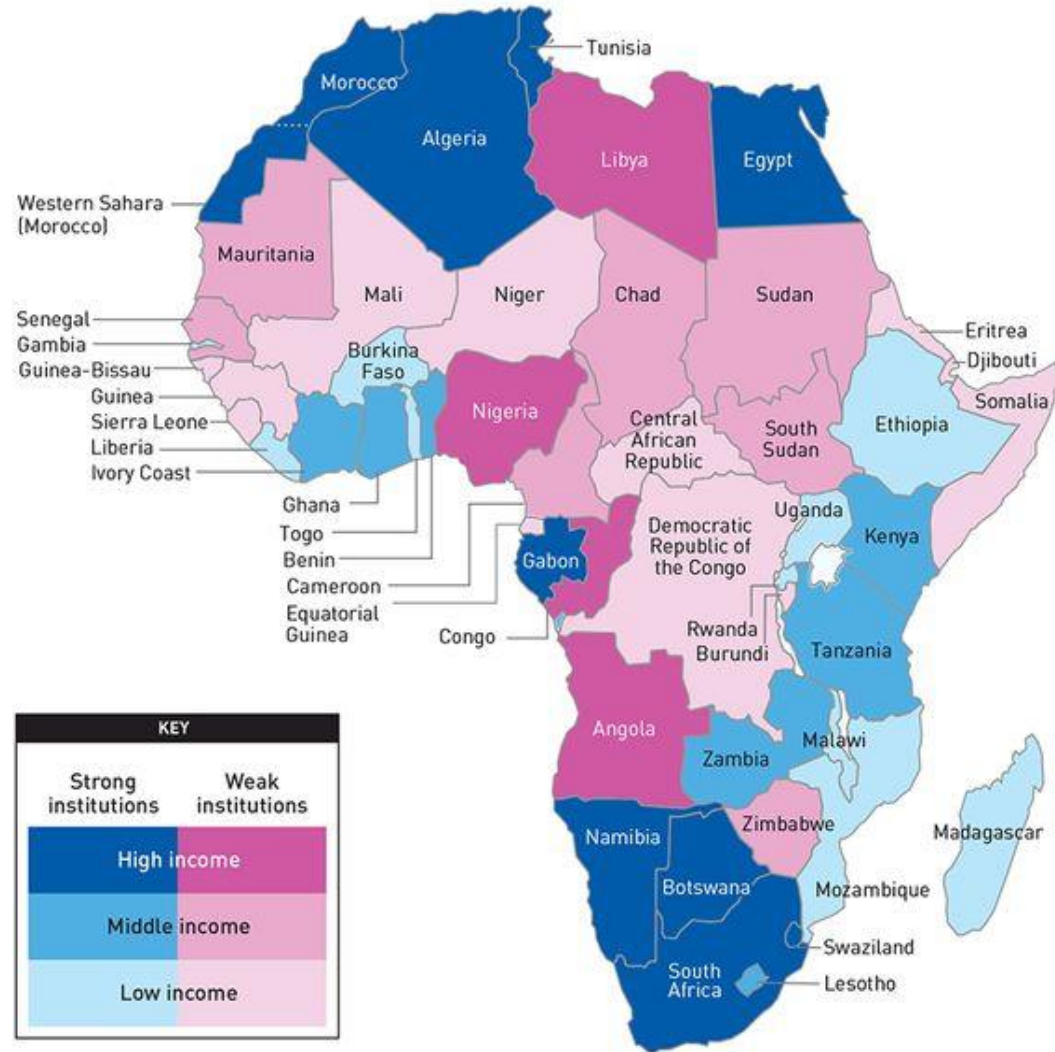 Tunisia
Morocco
Algeria
Libya
Egypt
Western Sahara
(Morocco)
Mauritania
Mali
Niger
Chad
Sudan
Senegal
Gambia
Guinea-Bissau
Guinea
Sierra Leone
Liberia
Ivory Coast
Burkina
Faso
Nigeria
Eritrea
Djibouti
Somalia
Ethiopia
Central
African
Republic
South
Sudan
Ghana
Togo
Benin
Cameroon
Equatorial
Guinea
Gabon
Congo
Democratic
Republic of
the Congo
Uganda
Kenya
Rwanda
Burundi
Tanzania
Angola
Zambia
Malawi
Zimbabwe
Mozambique
Madagascar
Namibia
Botswana
Swaziland
South
Africa
Lesotho
KEY
Strong
institutions
Weak
institutions
High income
Middle income
Low income